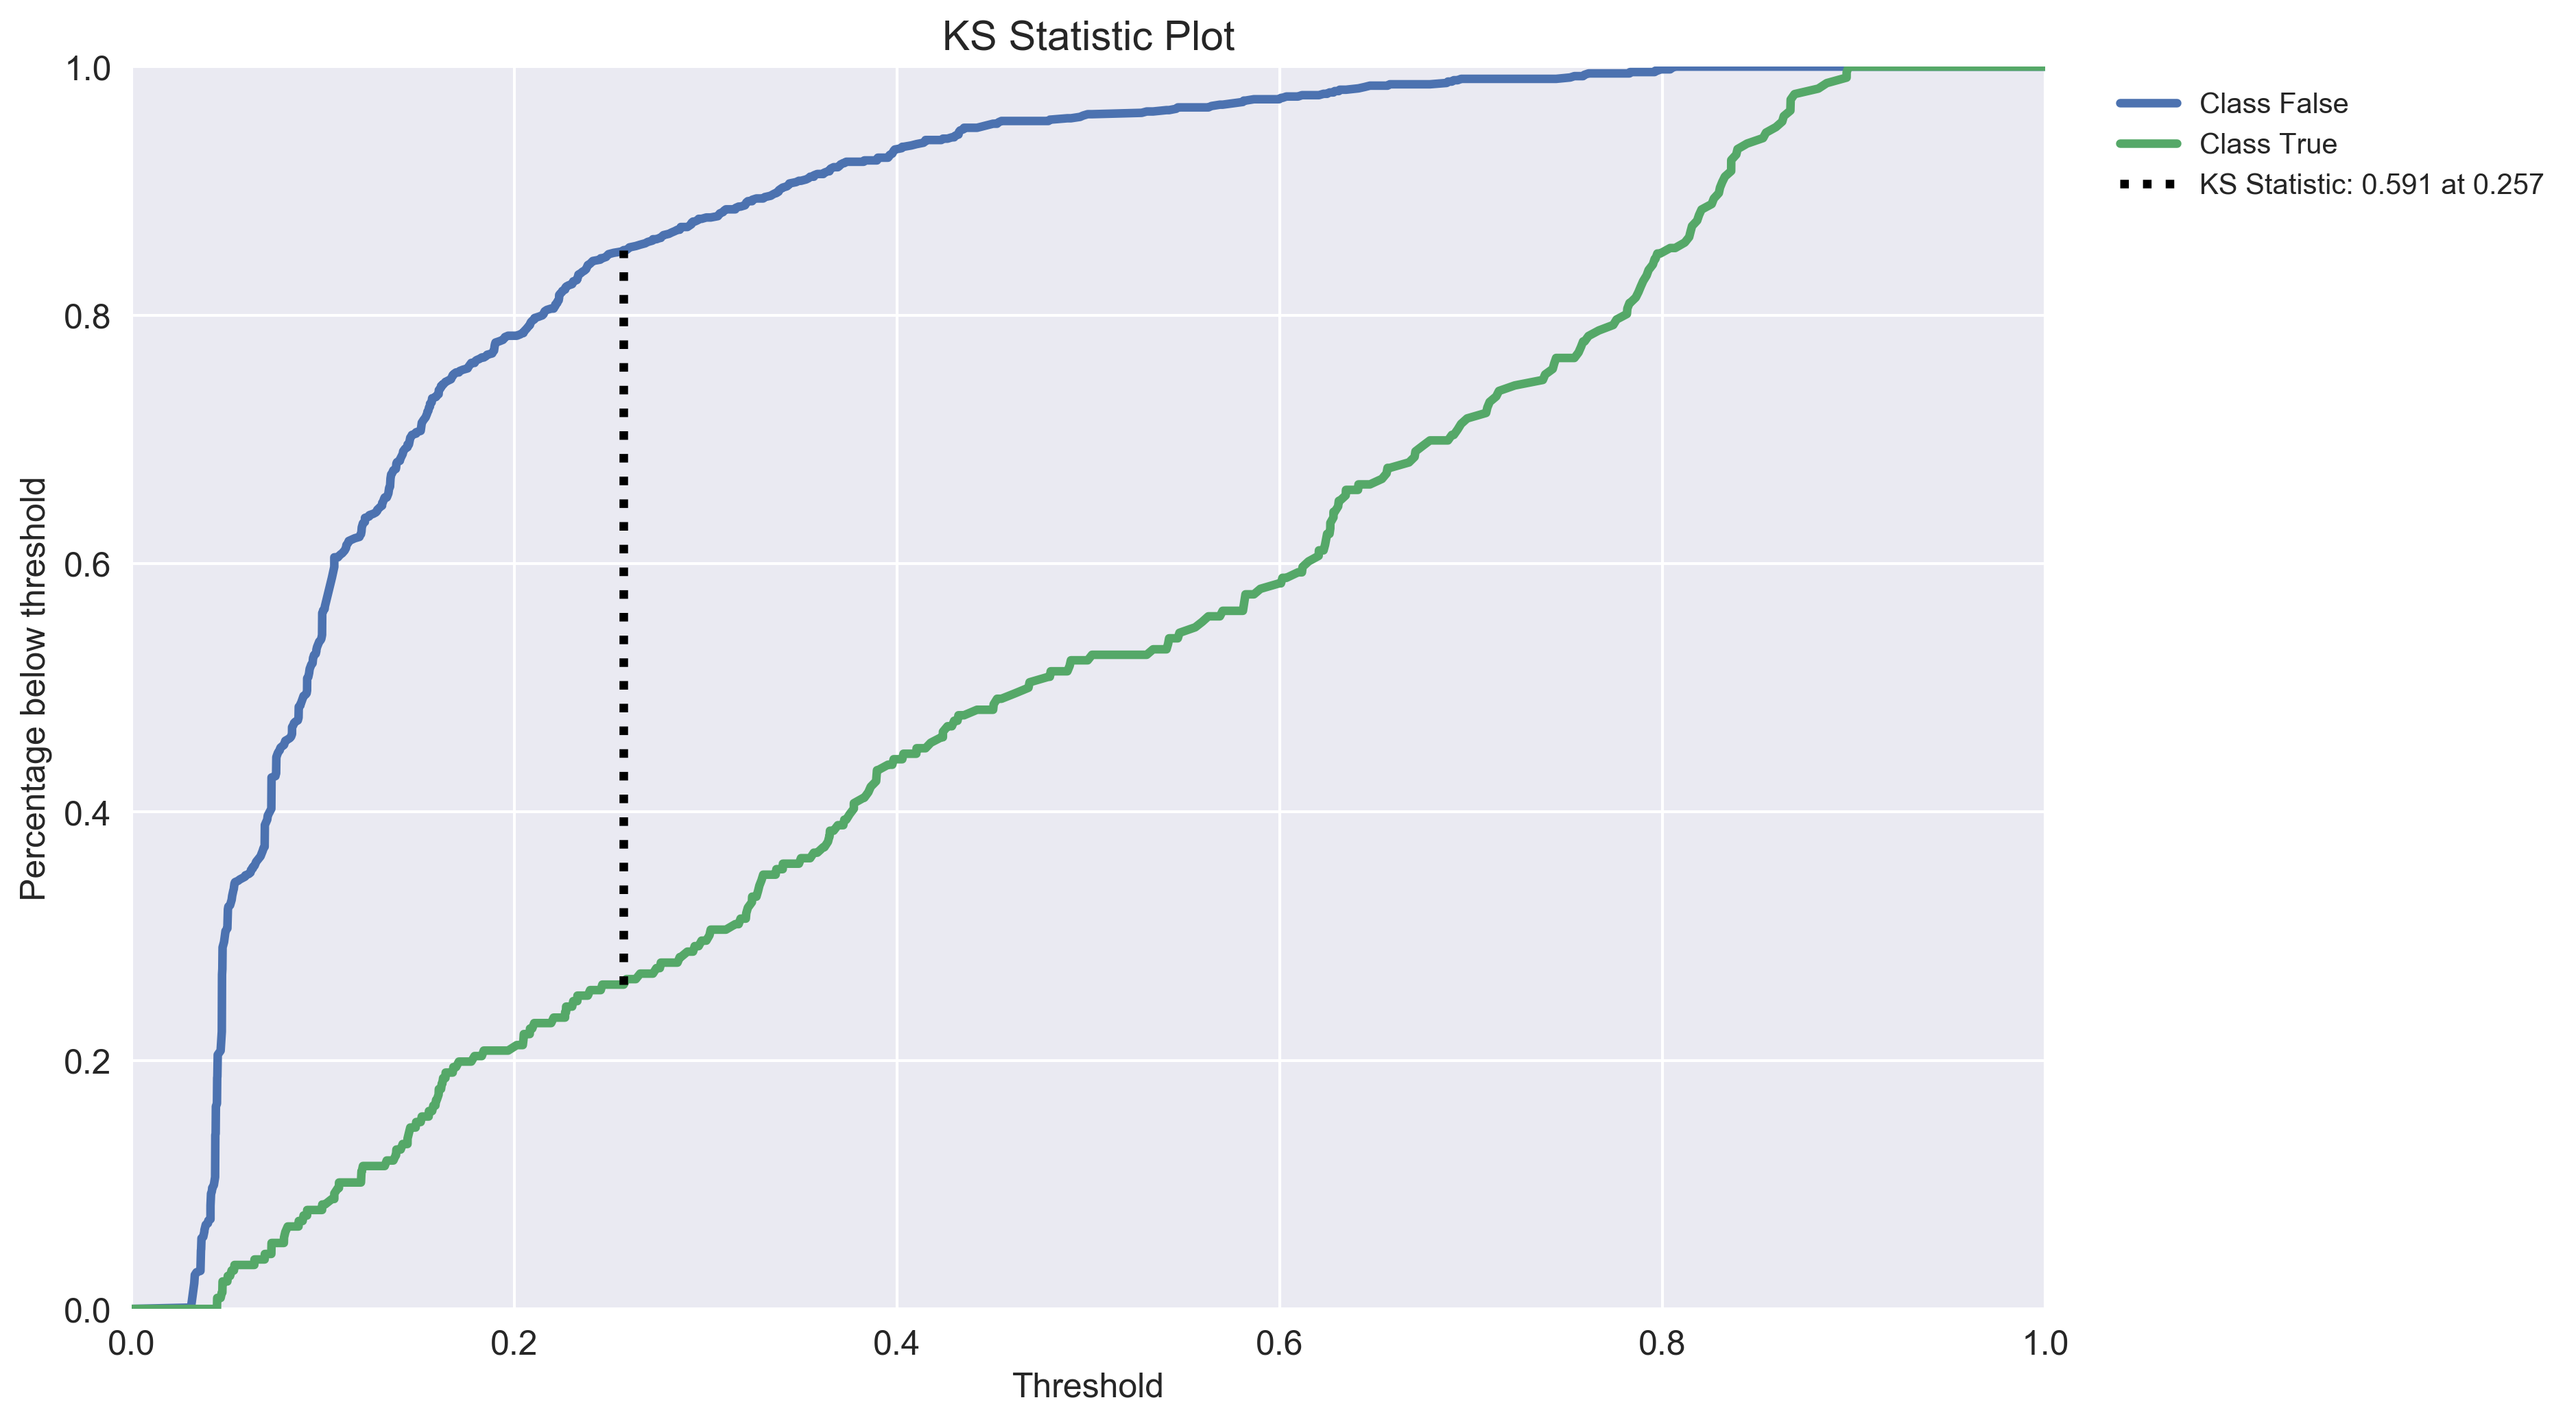 KS Statistic Plot
1.0
0.8
0.6
0.4
0.2
0.0
Percentage below threshold
0.0 0.2 0.4 0.6 0.8 1.0
Threshold
Class False
Class True
KS Statistic: 0.591 at 0.257